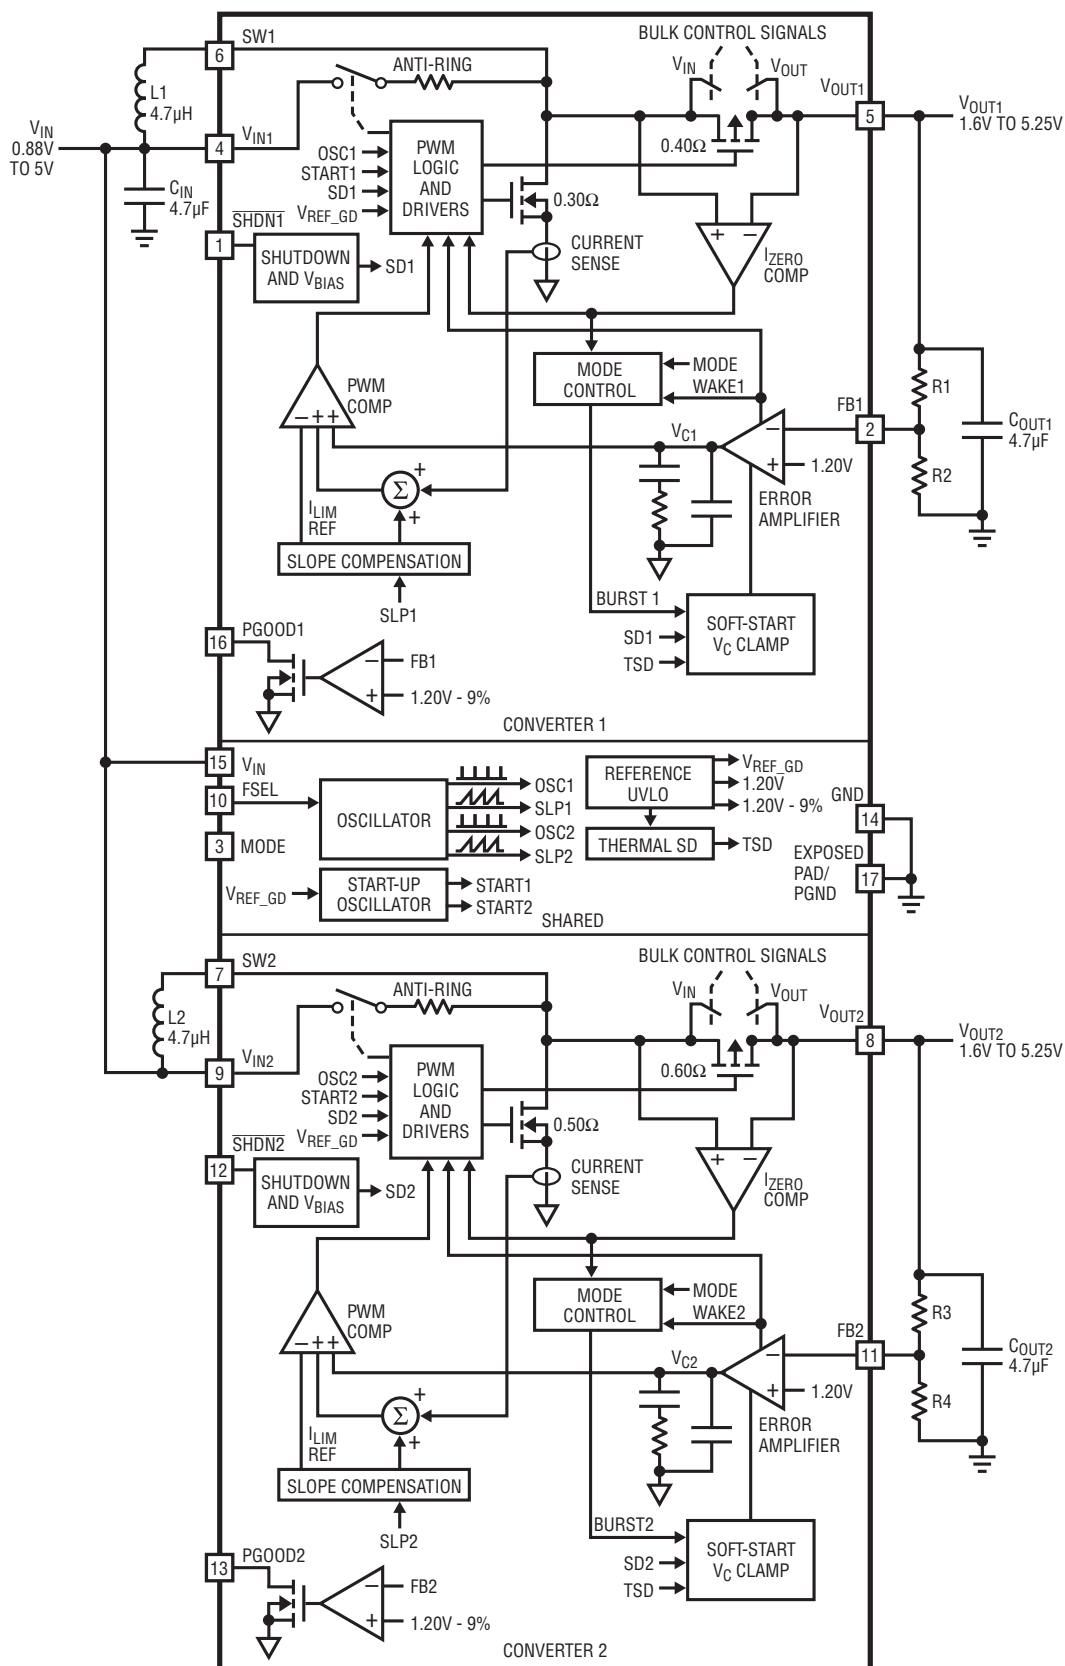 SW1
BULK CONTROL SIGNALS
6
ANTI-RING
VIN
VOUT
VOUT1
L1
4.7µH
VIN
0.88V
TO 5V
4
VIN1
5
VOUT1
1.6V TO 5.25V
0.40Ω
OSC1
START1
SD1
VREF_GD
PWM
LOGIC
AND
DRIVERS
CIN
4.7µF
0.30Ω
SHDN1
1
SHUTDOWN
AND VBIAS
SD1
CURRENT
SENSE
+
–
IZERO
COMP
MODE
CONTROL
MODE
WAKE1
PWM
COMP
– + +
R1
FB1
2
COUT1
4.7µF
VC1
–
+
1.20V
R2
Σ
+
+
ERROR
AMPLIFIER
ILIM
REF
SLOPE COMPENSATION
SLP1
BURST 1
SD1
TSD
SOFT-START
VC CLAMP
16
PGOOD1
–
+
FB1
1.20V - 9%
CONVERTER 1
15
VIN
10
FSEL
3
MODE
OSCILLATOR
OSC1
SLP1
OSC2
SLP2
REFERENCE
UVLO
VREF_GD
1.20V
1.20V - 9%
THERMAL SD
TSD
GND
14
EXPOSED
PAD/
PGND
17
VREF_GD
START-UP
OSCILLATOR
START1
START2
SHARED
SW2
BULK CONTROL SIGNALS
7
ANTI-RING
VIN
VOUT
VOUT2
L2
4.7µH
9
VIN2
8
VOUT2
1.6V TO 5.25V
0.60Ω
OSC2
START2
SD2
VREF_GD
PWM
LOGIC
AND
DRIVERS
0.50Ω
SHDN2
12
SHUTDOWN
AND VBIAS
SD2
CURRENT
SENSE
+
–
IZERO
COMP
MODE
CONTROL
MODE
WAKE2
PWM
COMP
– + +
R3
FB2
11
COUT2
4.7µF
VC2
–
+
1.20V
R4
Σ
+
+
ERROR
AMPLIFIER
ILIM
REF
SLOPE COMPENSATION
SLP2
BURST2
SD2
TSD
SOFT-START
VC CLAMP
13
PGOOD2
–
+
FB2
1.20V - 9%
CONVERTER 2